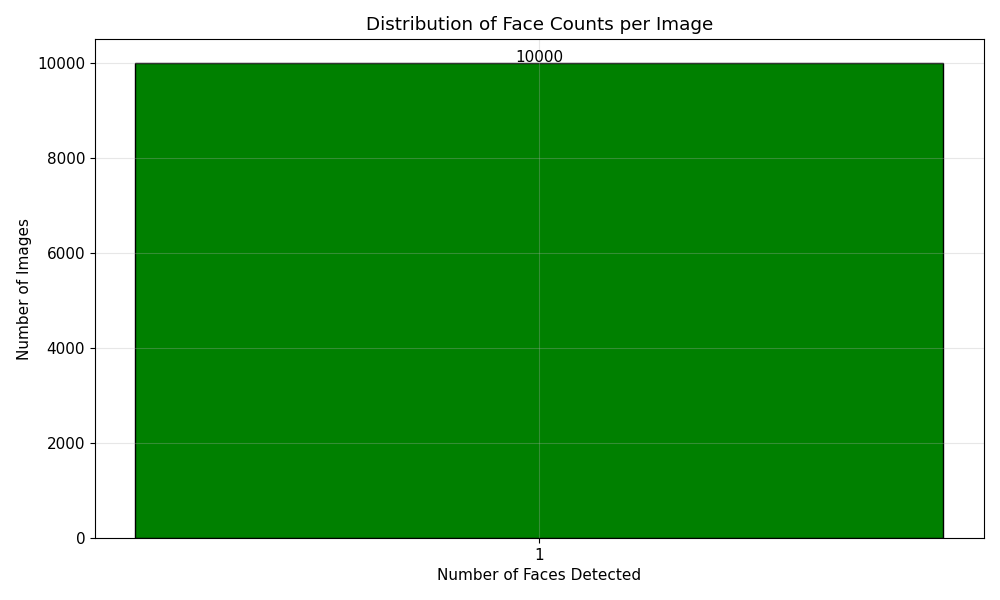 Distribution of Face Counts per Image
10000
10000
8000
6000
4000
2000
0
Number of Images
1
Number of Faces Detected